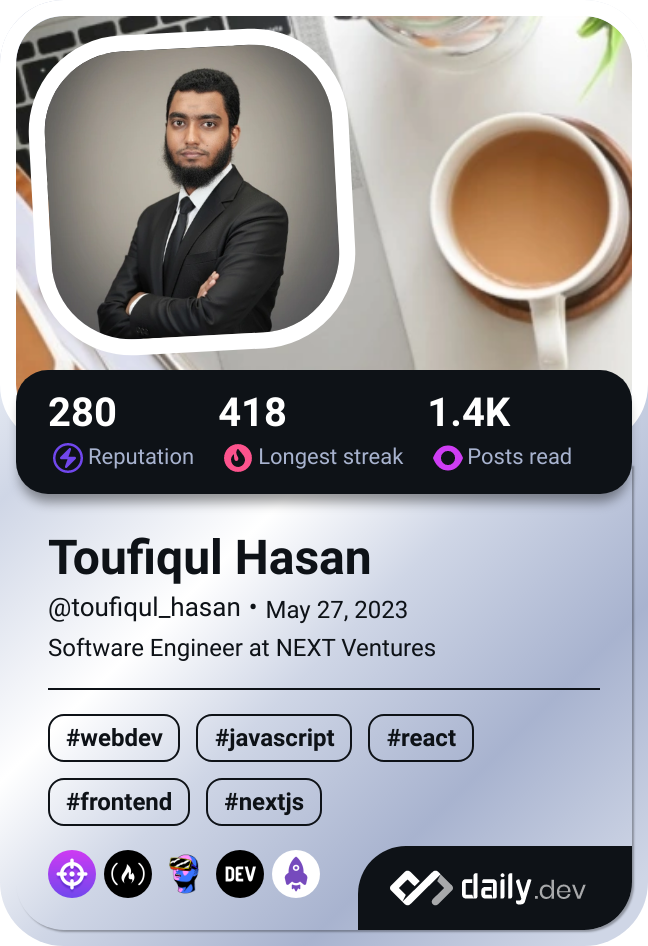 280 418 1.4K
Reputation Longest streak Posts read
Toufiqul Hasan
@toufiqul_hasan • May 27, 2023
Software Engineer at NEXT Ventures
#webdev #javascript #react
#frontend #nextjs
DEV
daily.dev